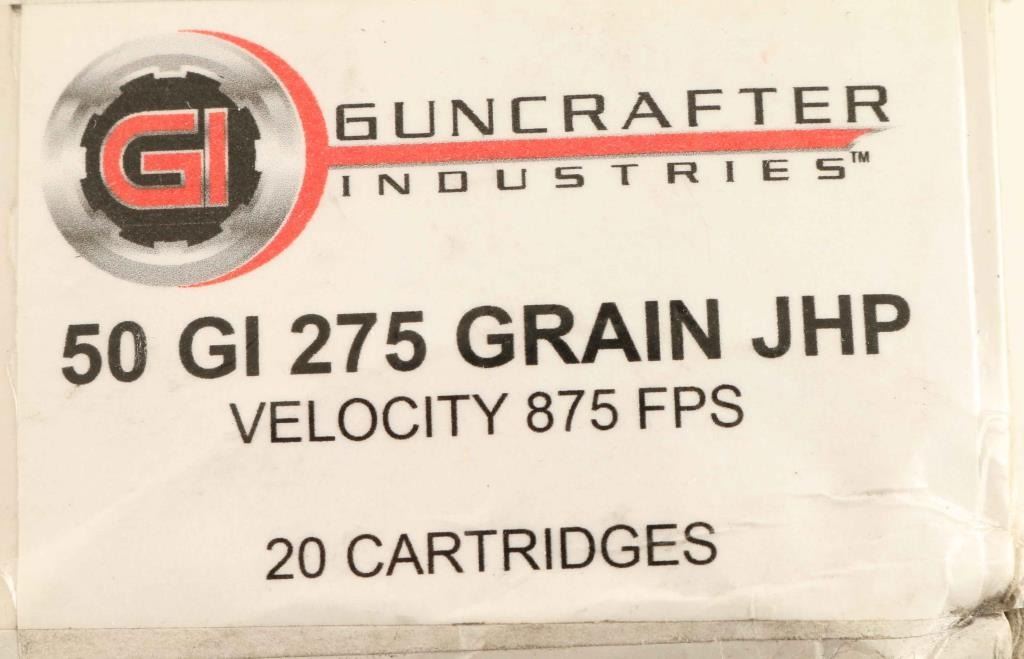 GI
GUNCRAFTER
INDUSTRIES™
50 GI 275 GRAIN JHP
VELOCITY 875 FPS
20 CARTRIDGES